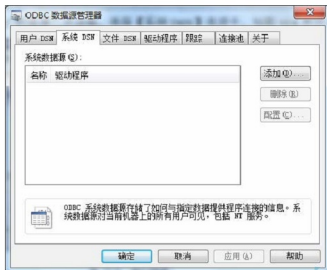 ODBC 数据源管理器
用户 DSN 系统 DSN 文件 DSN 驱动程序 跟踪 连接池 关于
系统数据源(S):
名称 驱动程序
添加(D)...
删除(R)
配置(C)...
ODBC 系统数据源存储了如何与指定数据提供程序连接的信息。系
统数据源对当前机器上的所有用户可见，包括 NT 服务。
确定 取消 应用(A) 帮助